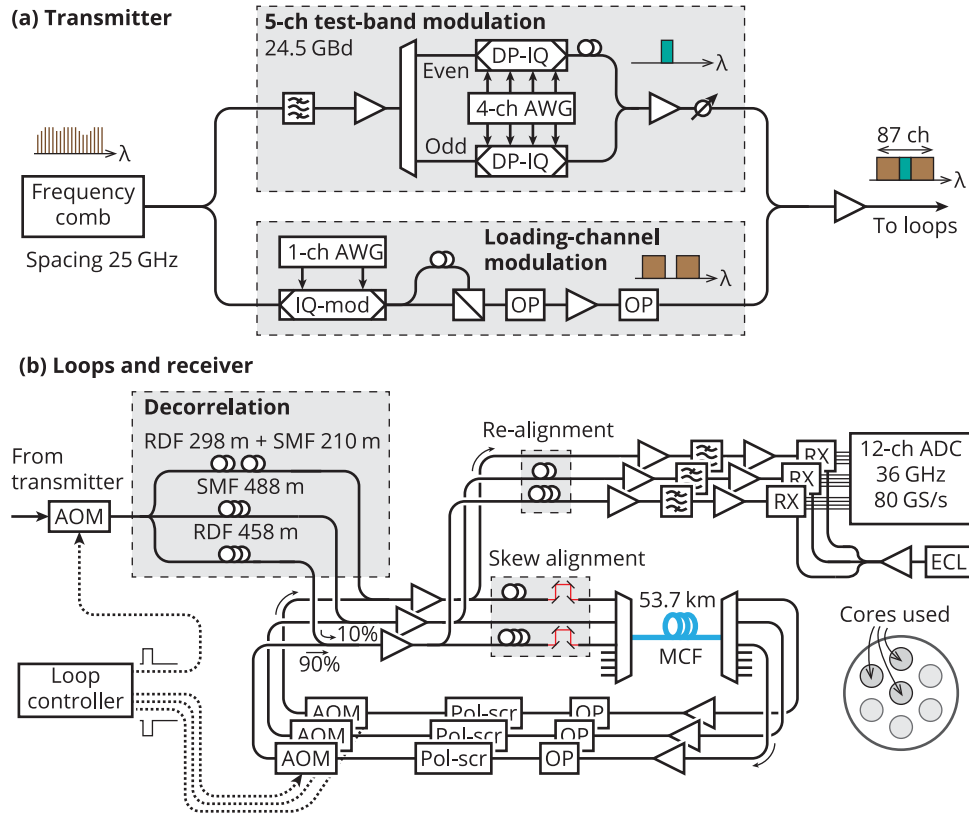 (a) Transmitter
5-ch test-band modulation
24.5 GBd
Even
DP-IQ
λ
4-ch AWG
Odd
DP-IQ
λ
Frequency
comb
Spacing 25 GHz
87 ch
λ
To loops
1-ch AWG
Loading-channel
modulation
IQ-mod
OP
OP
λ
(b) Loops and receiver
Decorrelation
RDF 298 m + SMF 210 m
SMF 488 m
RDF 458 m
From
transmitter
AOM
Re-alignment
RX
RX
RX
12-ch ADC
36 GHz
80 GS/s
ECL
Skew alignment
10%
90%
53.7 km
MCF
Cores used
Loop
controller
AOM
Pol-scr
OP
AOM
Pol-scr
OP
AOM
Pol-scr
OP